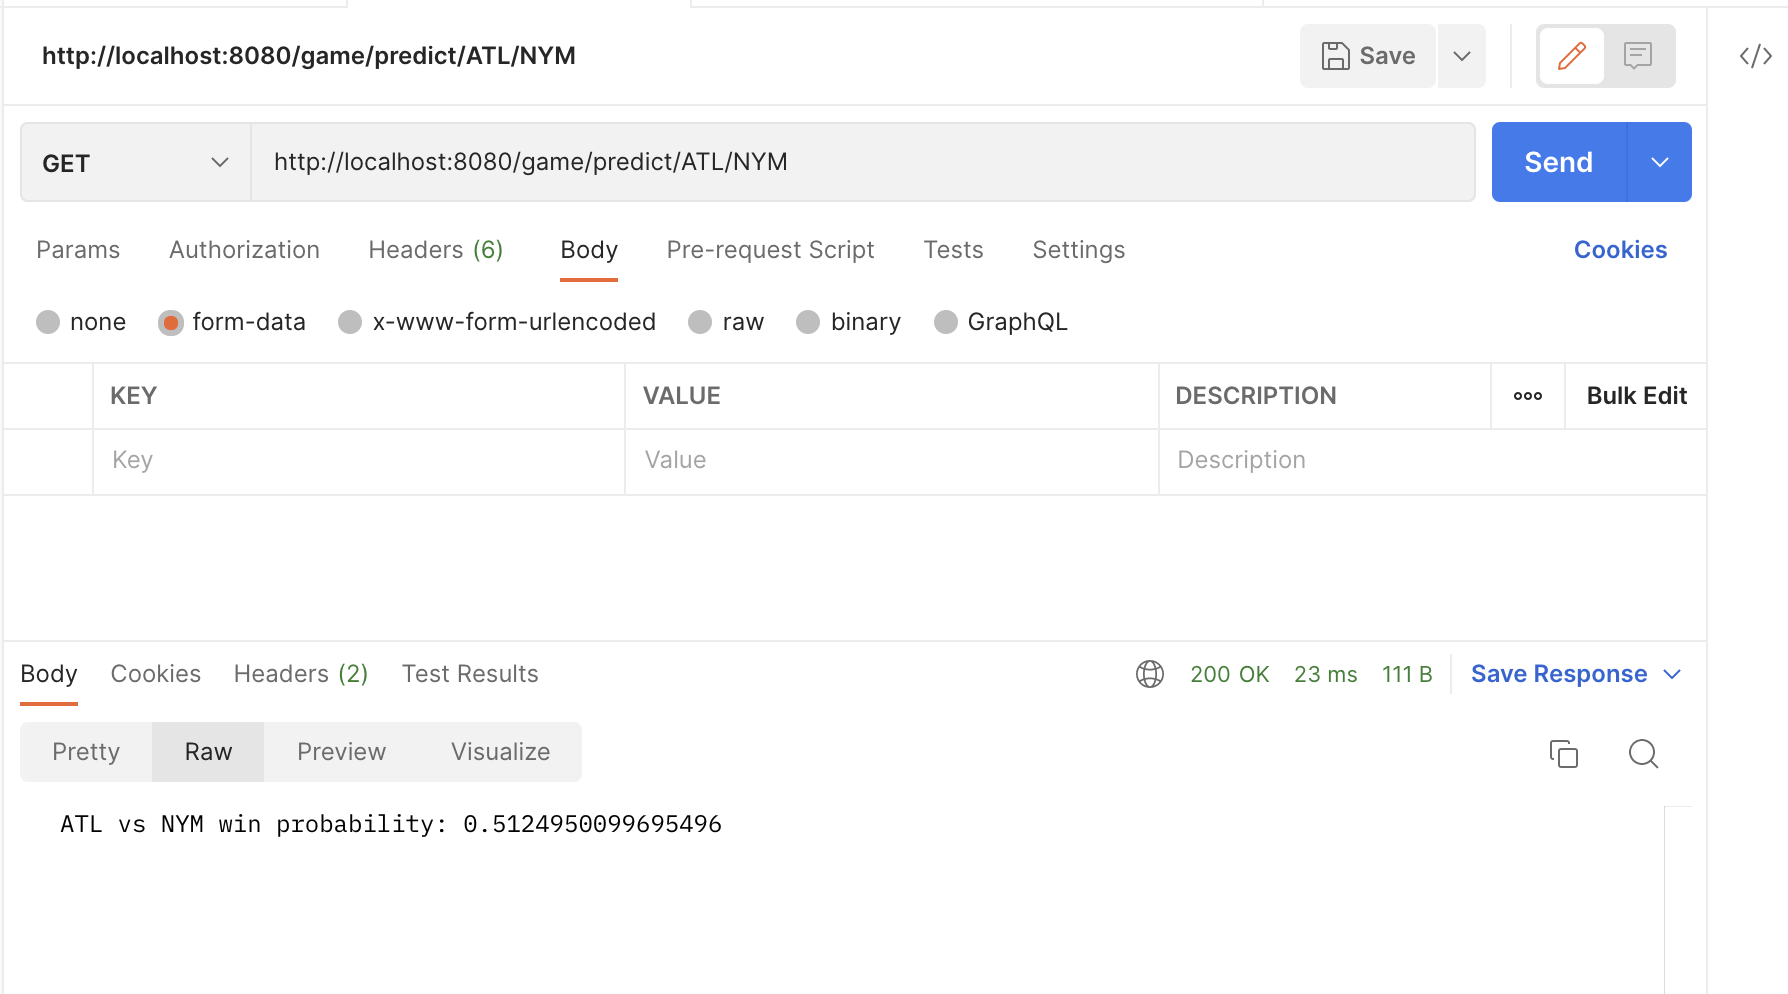 http://localhost:8080/game/predict/ATL/NYM
Save
GET
http://localhost:8080/game/predict/ATL/NYM
Send
Params Authorization Headers (6) Body Pre-request Script Tests Settings Cookies
none form-data x-www-form-urlencoded raw binary GraphQL
KEY VALUE DESCRIPTION ooo Bulk Edit
Key Value Description
Body Cookies Headers (2) Test Results 200 OK 23 ms 111 B Save Response
Pretty Raw Preview Visualize
ATL vs NYM win probability: 0.5124950099695496